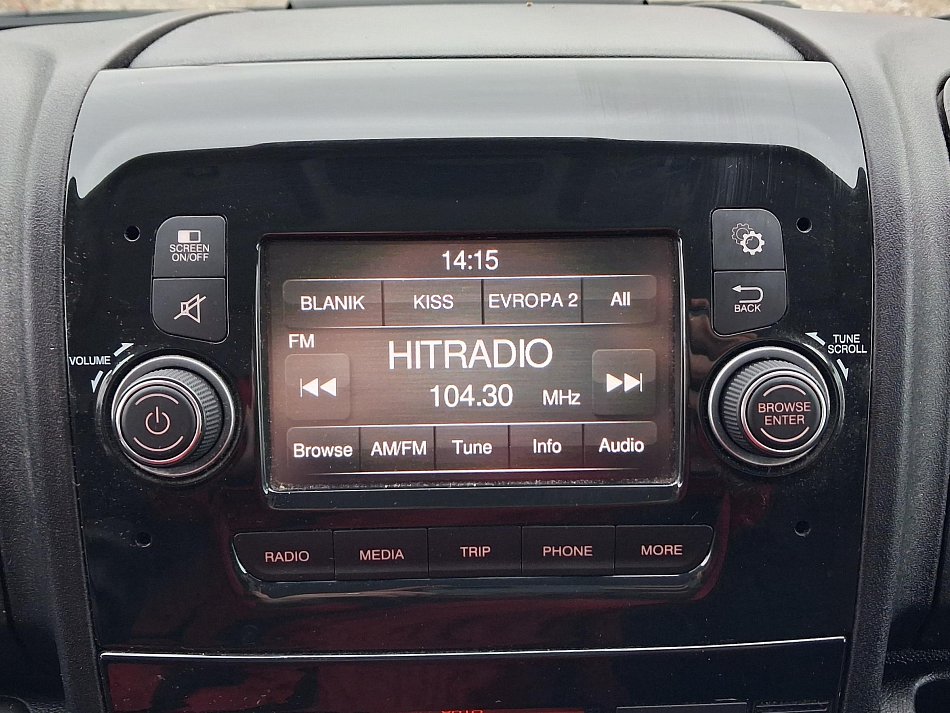 SCREEN
ON/OFF
14:15
BLANIK KISS EVROPA 2 All
BACK
FM
HITRADIO
104.30 MHz
VOLUME
TUNE
SCROLL
BROWSE
ENTER
Browse AM/FM Tune Info Audio
RADIO MEDIA TRIP PHONE MORE